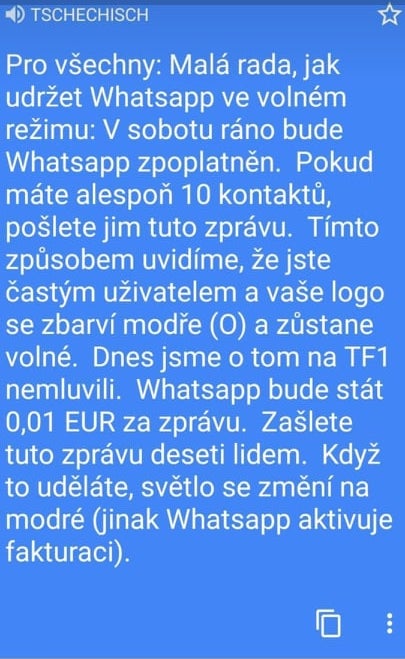 TSCHECHISCH
Pro všechny: Malá rada, jak
udržet Whatsapp ve volném
režimu: V sobotu ráno bude
Whatsapp zpoplatněn.  Pokud
máte alespoň 10 kontaktů,
pošlete jim tuto zprávu.  Tímto
způsobem uvidíme, že jste
častým uživatelem a vaše logo
se zbarví modře (O) a zůstane
volné.  Dnes jsme o tom na TF1
nemluvili.  Whatsapp bude stát
0,01 EUR za zprávu.  Zašlete
tuto zprávu deseti lidem.  Když
to uděláte, světlo se změní na
modré (jinak Whatsapp aktivuje
fakturaci).